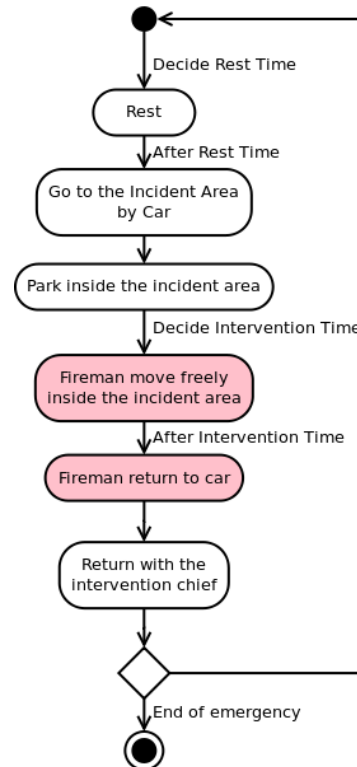 Decide Rest Time
Rest
After Rest Time
Go to the Incident Area
by Car
Park inside the incident area
Decide Intervention Time
Fireman move freely
inside the incident area
After Intervention Time
Fireman return to car
Return with the
intervention chief
End of emergency